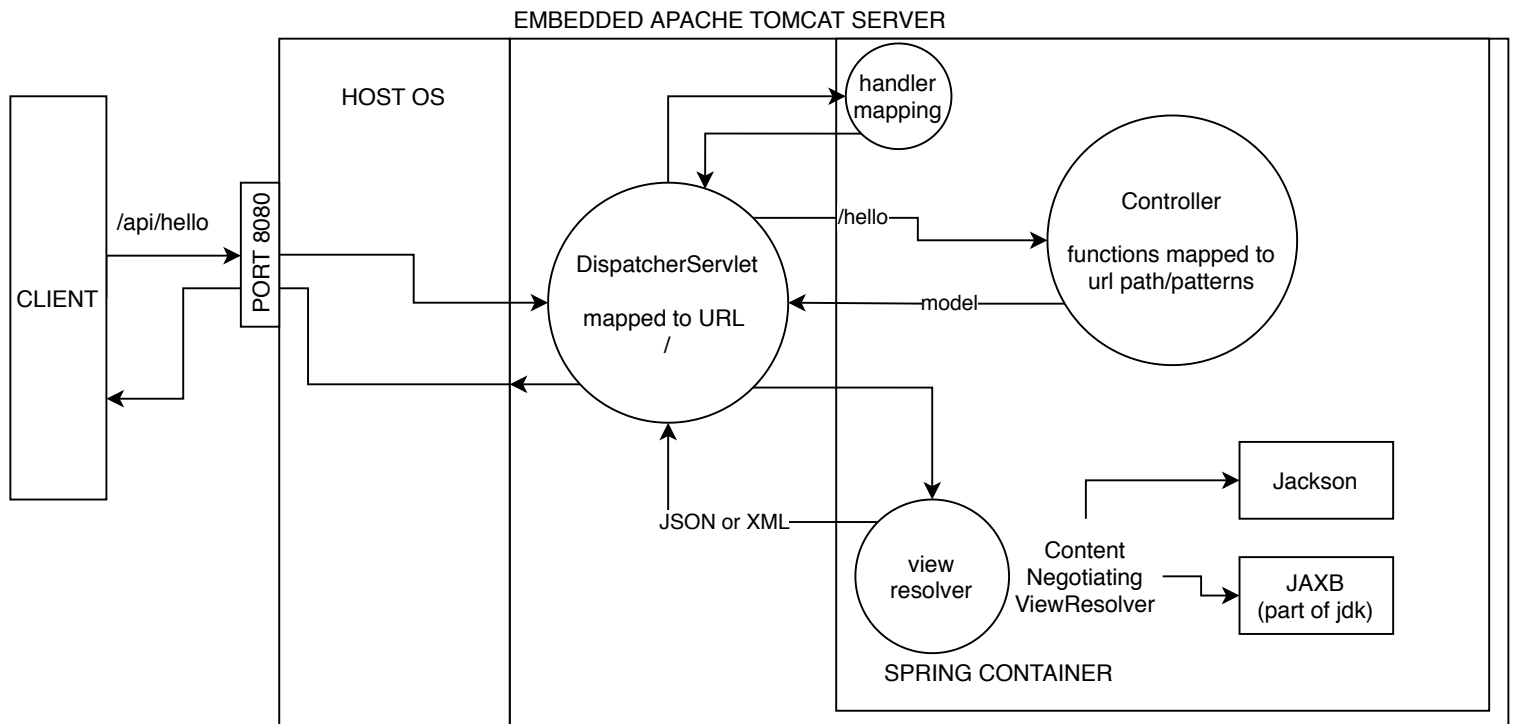 EMBEDDED APACHE TOMCAT SERVER
HOST OS
handler
mapping
CLIENT
/api/hello
PORT 8080
DispatcherServlet
mapped to URL
/
/hello
model
Controller
functions mapped to
url path/patterns
JSON or XML
view
resolver
Content
Negotiating
ViewResolver
Jackson
JAXB
(part of jdk)
SPRING CONTAINER